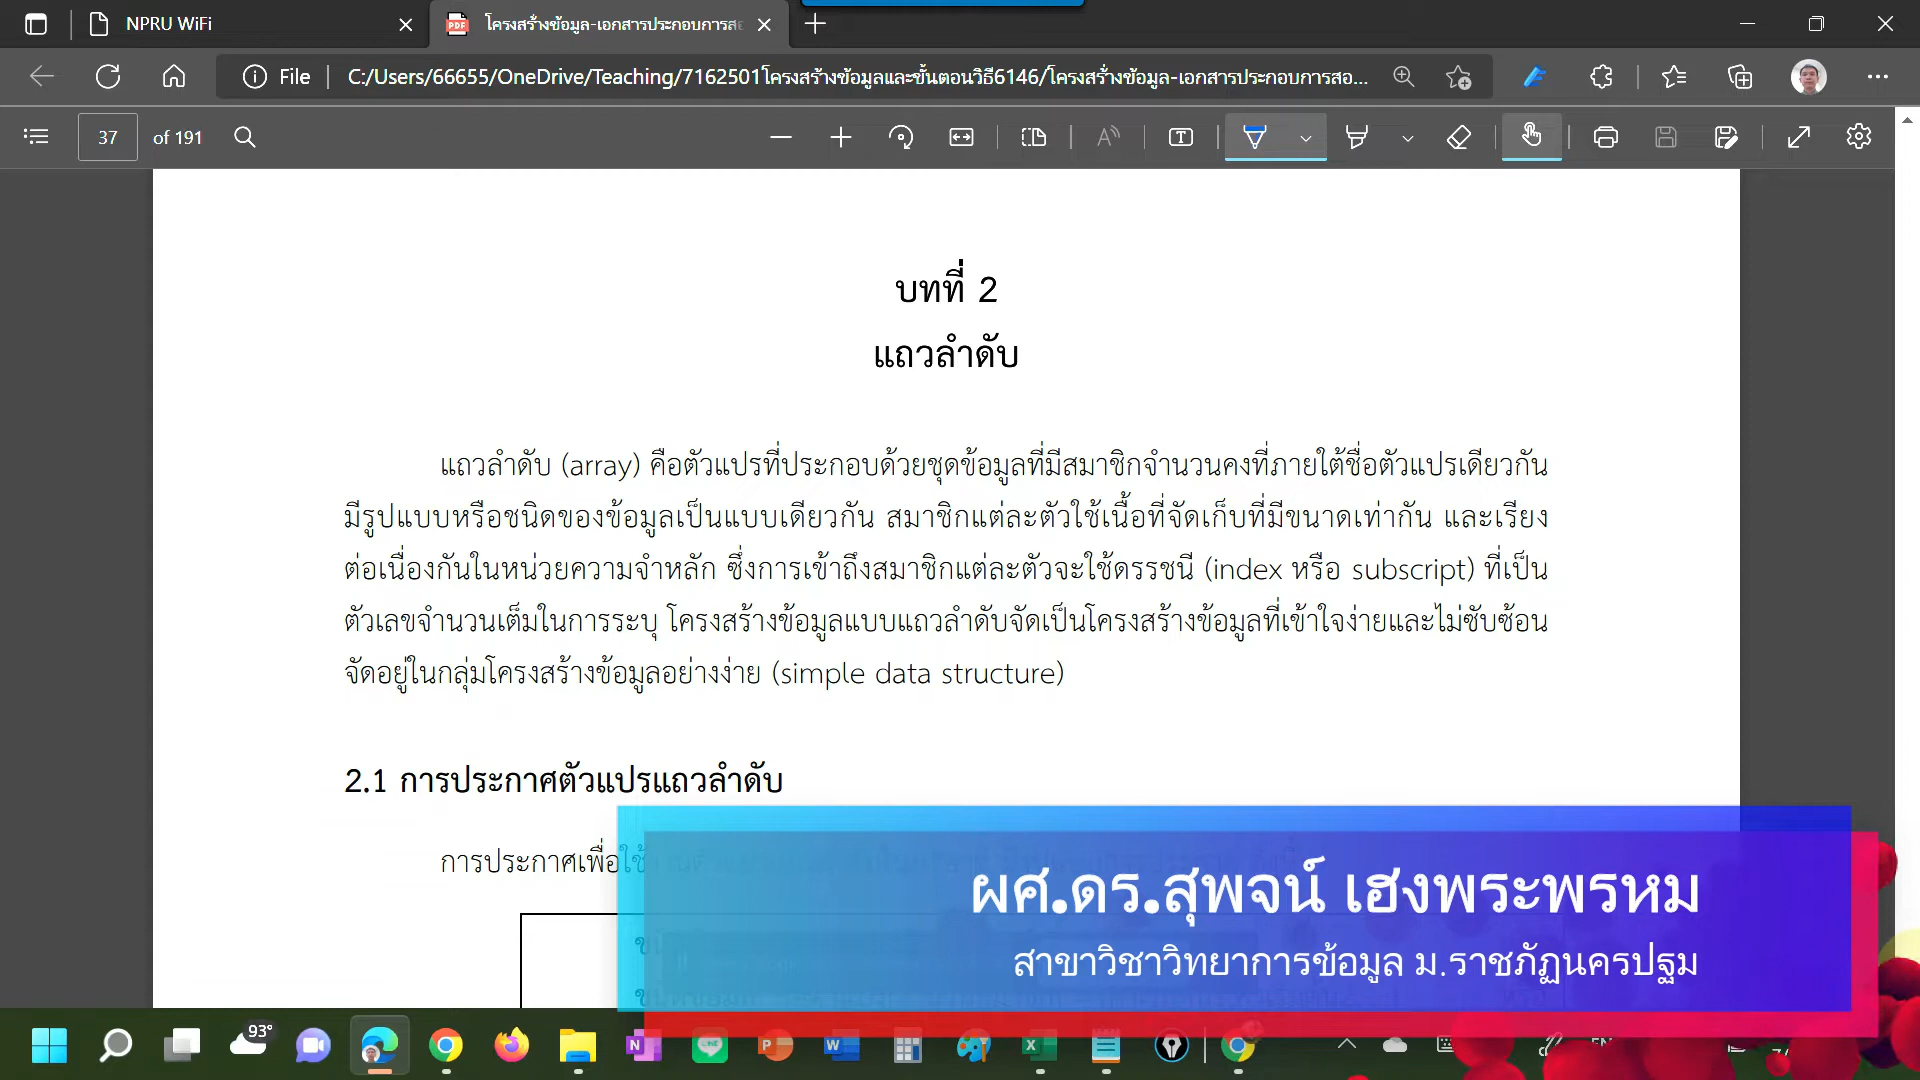 NPRU WiFi
โครงสร้่างข้อมูล-เอกสารประกอบการสอ
File
C:/Users/66655/OneDrive/Teaching/7162501โครงสร้างข้อมูลและขั้นตอนวิธี6146/โครงสร้่างข้อมูล-เอกสารประกอบการสอ...
37 of 191
บทที่ 2
แถวลำดับ
แถวลำดับ (array) คือตัวแปรที่ประกอบด้วยชุดข้อมูลที่มีสมาชิกจำนวนคงที่ภายใต้ชื่อตัวแปรเดียวกัน
มีรูปแบบหรือชนิดของข้อมูลเป็นแบบเดียวกัน สมาชิกแต่ละตัวใช้เนื้อที่จัดเก็บที่มีขนาดเท่ากัน และเรียง
ต่อเนื่องกันในหน่วยความจำหลัก ซึ่งการเข้าถึงสมาชิกแต่ละตัวจะใช้ดรรชนี (index หรือ subscript) ที่เป็น
ตัวเลขจำนวนเต็มในการระบุ โครงสร้างข้อมูลแบบแถวลำดับจัดเป็นโครงสร้างข้อมูลที่เข้าใจง่ายและไม่ซับซ้อน
จัดอยู่ในกลุ่มโครงสร้างข้อมูลอย่างง่าย (simple data structure)
2.1 การประกาศตัวแปรแถวลำดับ
การประกาศเพื่อใช้
ผศ.ดร.สุพจน์ เฮงพระพรหม
สาขาวิชาวิทยาการข้อมูล ม.ราชภัฏนครปฐม
93°